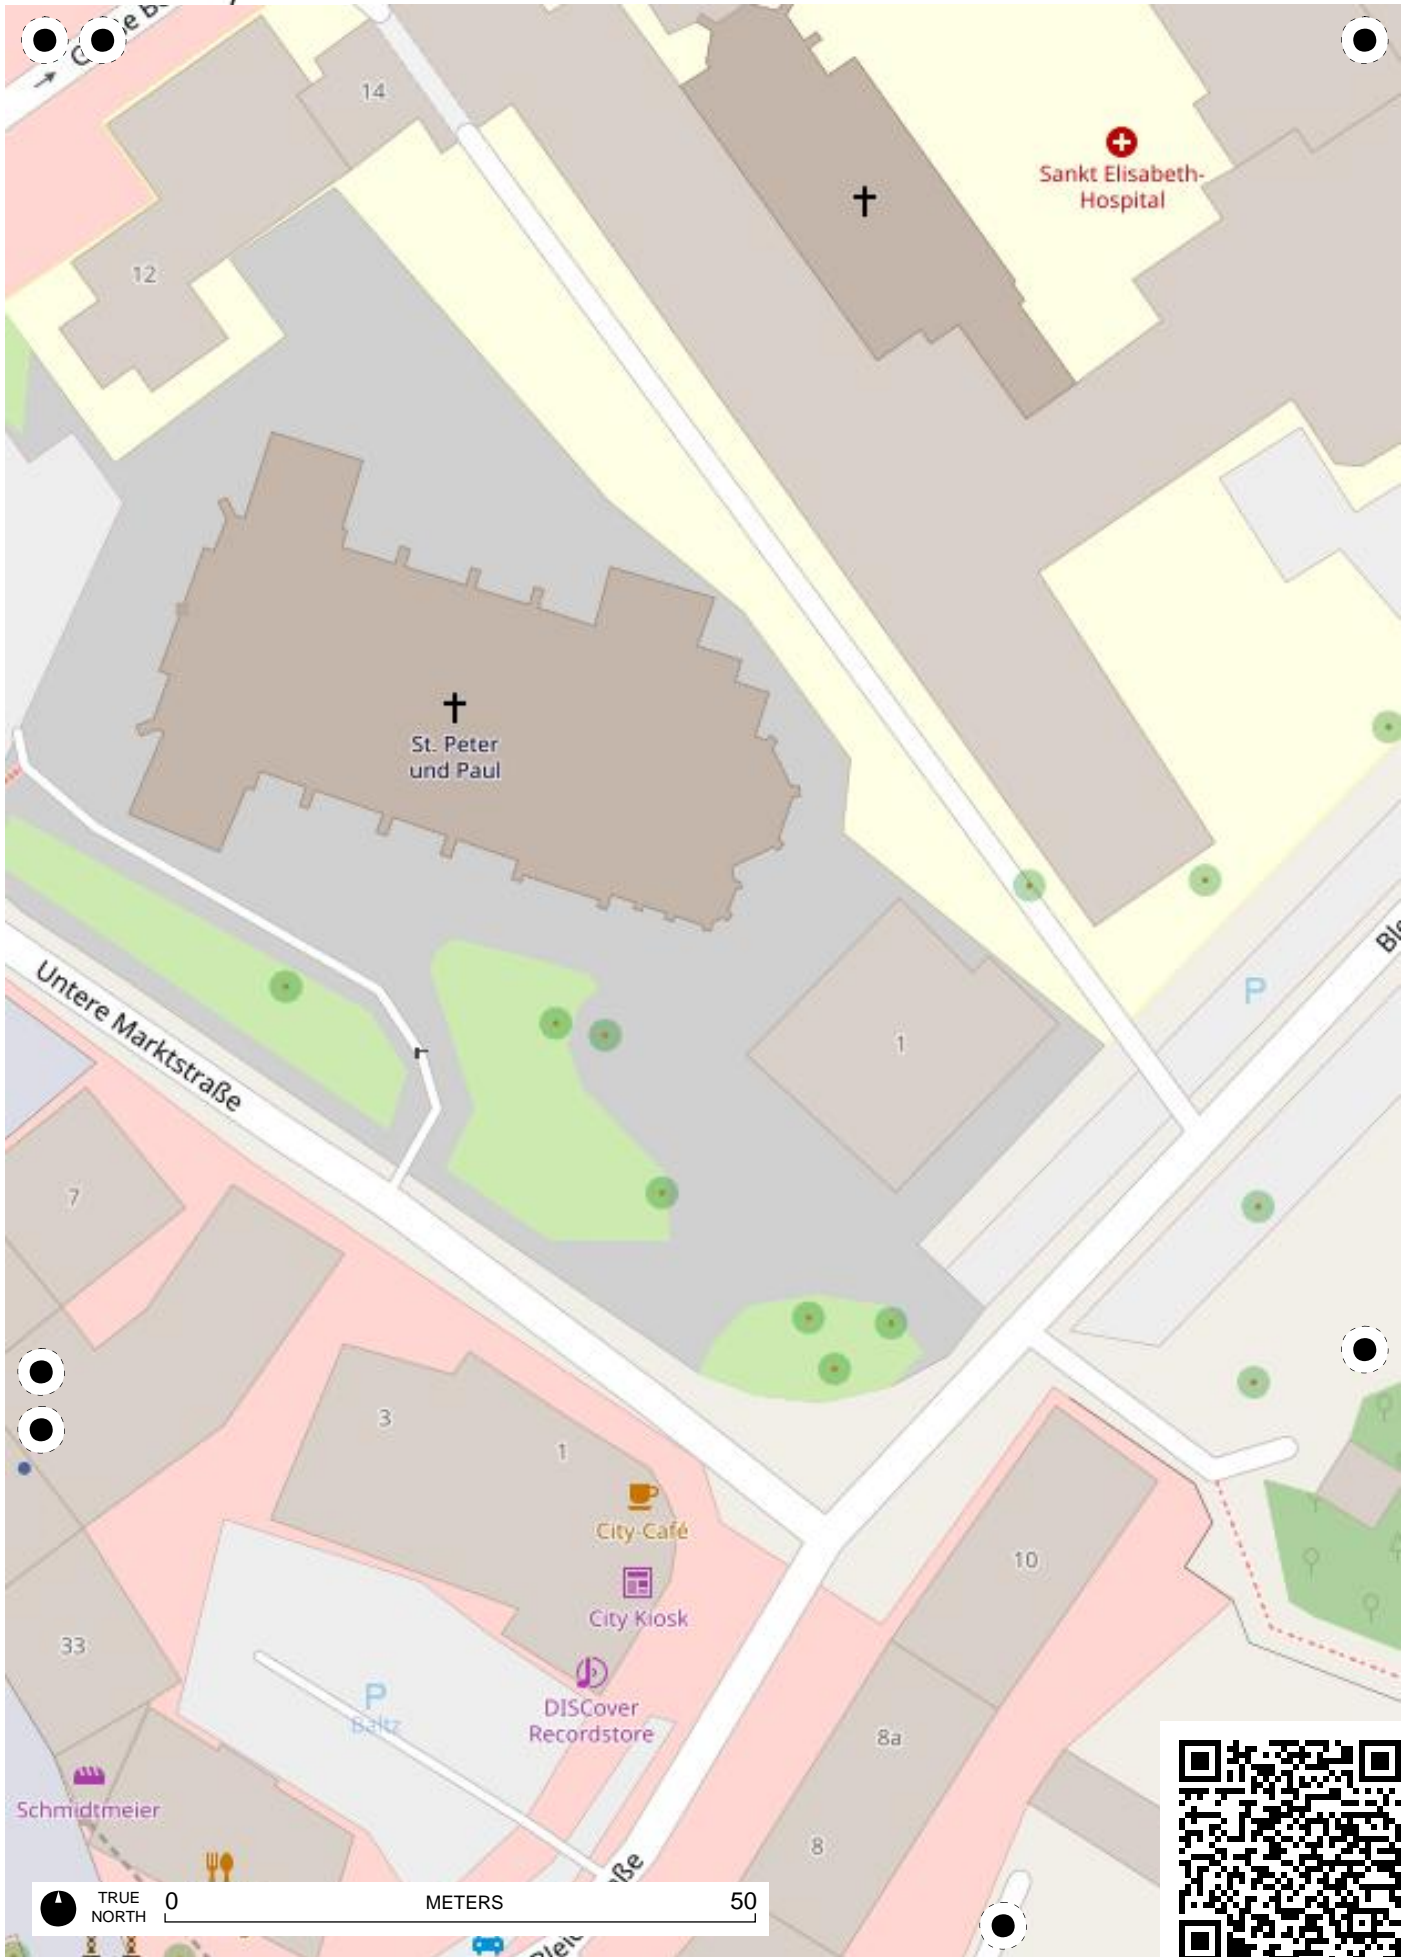 14
Sankt Elisabeth-
Hospital
12
St. Peter
und Paul
P
Untere Marktstraße
1
7
3
1
City-Café
10
City Kiosk
33
P
Baltz
DISCover
Recordstore
8a
Schmidtmeier
8
TRUE
NORTH
0
METERS
50